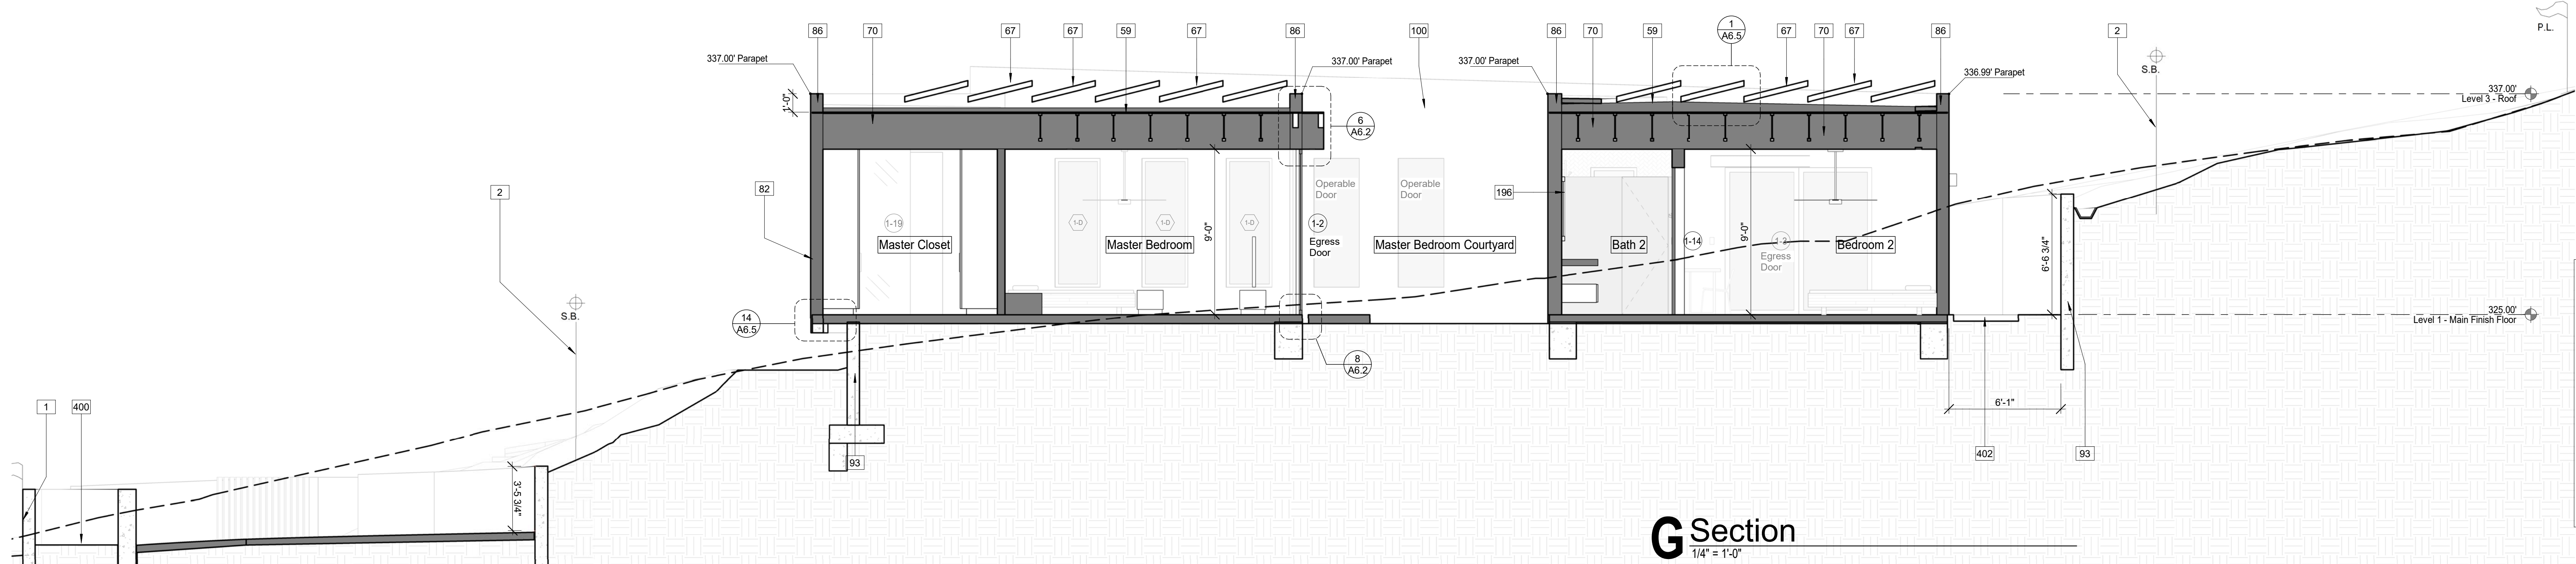 86
70
67
67
59
67
86
100
86
70
59
1
A6.5
67
70
67
86
2
P.L.
S.B.
337.00' Parapet
337.00' Parapet
337.00' Parapet
336.99' Parapet
337.00'
Level 3 - Roof
1'-0"
6
A6.2
2
82
196
Operable
Door
Operable
Door
1-19
1-D
1-D
1-D
1-2
Egress
Door
9'-0"
Master Closet
Master Bedroom
Master Bedroom Courtyard
Bath 2
1-14
9'-0"
1-2
Egress
Door
Bedroom 2
6'-6 3/4"
S.B.
14
A6.5
325.00'
Level 1 - Main Finish Floor
8
A6.2
1
400
6'-1"
93
402
93
3'-5 3/4"
G Section
1/4" = 1'-0"